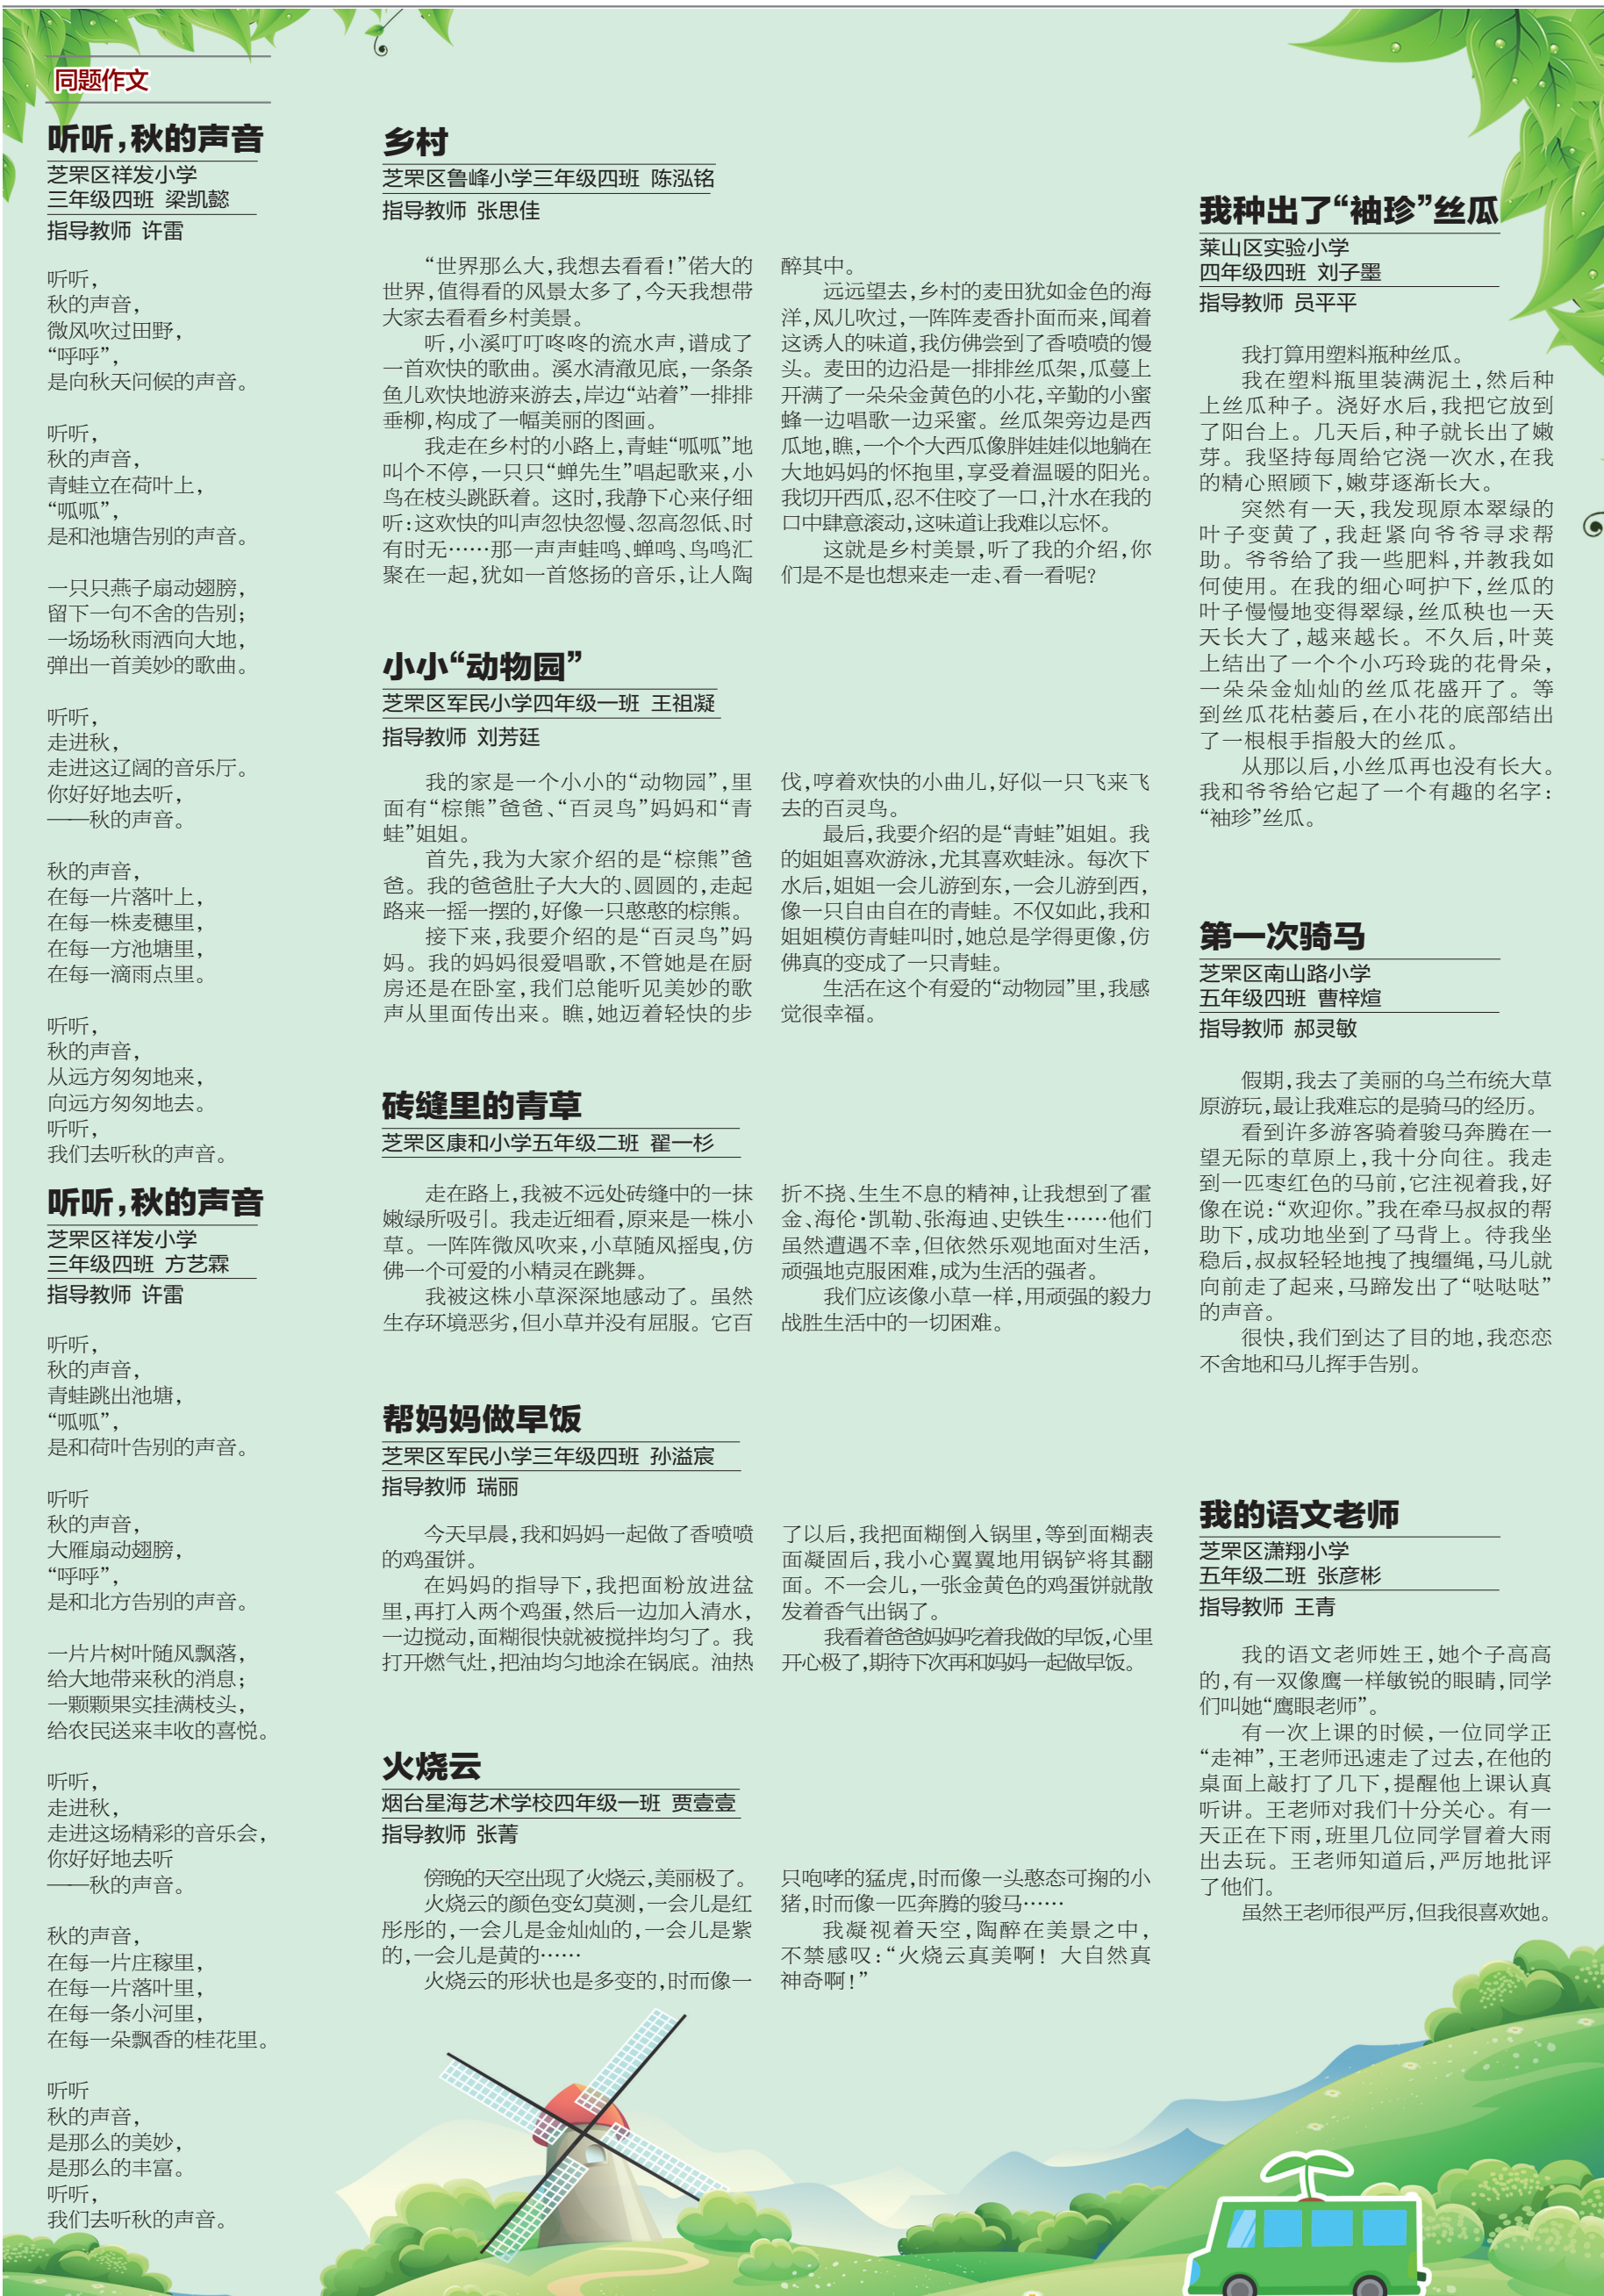 同题作文
听听，秋的声音
芝罘区祥发小学
三年级四班 梁凯懿
指导教师 许雷
听听，
秋的声音，
微风吹过田野，
“呼呼”，
是向秋天问候的声音。
听听，
秋的声音，
青蛙立在荷叶上，
“呱呱”，
是和池塘告别的声音。
一只只燕子扇动翅膀，
留下一句不舍的告别；
一场场秋雨洒向大地，
弹出一首美妙的歌曲。
听听，
走进秋，
走进这辽阔的音乐厅。
你好好地去听，
——秋的声音。
秋的声音，
在每一片落叶上，
在每一株麦穗里，
在每一方池塘里，
在每一滴雨点里。
听听，
秋的声音，
从远方匆匆地来，
向远方匆匆地去。
听听，
我们去听秋的声音。
听听，秋的声音
芝罘区祥发小学
三年级四班 方艺霖
指导教师 许雷
听听，
秋的声音，
青蛙跳出池塘，
“呱呱”，
是和荷叶告别的声音。
听听
秋的声音，
大雁扇动翅膀，
“呼呼”，
是和北方告别的声音。
一片片树叶随风飘落，
给大地带来秋的消息；
一颗颗果实挂满枝头，
给农民送来丰收的喜悦。
听听，
走进秋，
走进这场精彩的音乐会，
你好好地去听
——秋的声音。
秋的声音，
在每一片庄稼里，
在每一片落叶里，
在每一条小河里，
在每一朵飘香的桂花里。
听听
秋的声音，
是那么的美妙，
是那么的丰富。
听听，
我们去听秋的声音。
乡村
芝罘区鲁峰小学三年级四班 陈泓铭
指导教师 张思佳
“世界那么大，我想去看看！”偌大的
世界，值得看的风景太多了，今天我想带
大家去看看乡村美景。
听，小溪叮叮咚咚的流水声，谱成了
一首欢快的歌曲。溪水清澈见底，一条条
鱼儿欢快地游来游去，岸边“站着”一排排
垂柳，构成了一幅美丽的图画。
我走在乡村的小路上，青蛙“呱呱”地
叫个不停，一只只“蝉先生”唱起歌来，小
鸟在枝头跳跃着。这时，我静下心来仔细
听：这欢快的叫声忽快忽慢、忽高忽低、时
有时无……那一声声蛙鸣、蝉鸣、鸟鸣汇
聚在一起，犹如一首悠扬的音乐，让人陶
醉其中。
远远望去，乡村的麦田犹如金色的海
洋，风儿吹过，一阵阵麦香扑面而来，闻着
这诱人的味道，我仿佛尝到了香喷喷的馒
头。麦田的边沿是一排排丝瓜架，瓜蔓上
开满了一朵朵金黄色的小花，辛勤的小蜜
蜂一边唱歌一边采蜜。丝瓜架旁边是西
瓜地，瞧，一个个大西瓜像胖娃娃似地躺在
大地妈妈的怀抱里，享受着温暖的阳光。
我切开西瓜，忍不住咬了一口，汁水在我的
口中肆意滚动，这味道让我难以忘怀。
这就是乡村美景，听了我的介绍，你
们是不是也想来走一走、看一看呢？
小小“动物园”
芝罘区军民小学四年级一班 王祖凝
指导教师 刘芳廷
我的家是一个小小的“动物园”，里
面有“棕熊”爸爸、“百灵鸟”妈妈和“青
蛙”姐姐。
首先，我为大家介绍的是“棕熊”爸
爸。我的爸爸肚子大大的、圆圆的，走起
路来一摇一摆的，好像一只憨憨的棕熊。
接下来，我要介绍的是“百灵鸟”妈
妈。我的妈妈很爱唱歌，不管她是在厨
房还是在卧室，我们总能听见美妙的歌
声从里面传出来。瞧，她迈着轻快的步
伐，哼着欢快的小曲儿，好似一只飞来飞
去的百灵鸟。
最后，我要介绍的是“青蛙”姐姐。我
的姐姐喜欢游泳，尤其喜欢蛙泳。每次下
水后，姐姐一会儿游到东，一会儿游到西，
像一只自由自在的青蛙。不仅如此，我和
姐姐模仿青蛙叫时，她总是学得更像，仿
佛真的变成了一只青蛙。
生活在这个有爱的“动物园”里，我感
觉很幸福。
砖缝里的青草
芝罘区康和小学五年级二班 翟一杉
走在路上，我被不远处砖缝中的一抹
嫩绿所吸引。我走近细看，原来是一株小
草。一阵阵微风吹来，小草随风摇曳，仿
佛一个可爱的小精灵在跳舞。
我被这株小草深深地感动了。虽然
生存环境恶劣，但小草并没有屈服。它百
折不挠、生生不息的精神，让我想到了霍
金、海伦·凯勒、张海迪、史铁生……他们
虽然遭遇不幸，但依然乐观地面对生活，
顽强地克服困难，成为生活的强者。
我们应该像小草一样，用顽强的毅力
战胜生活中的一切困难。
帮妈妈做早饭
芝罘区军民小学三年级四班 孙溢宸
指导教师 瑞丽
今天早晨，我和妈妈一起做了香喷喷
的鸡蛋饼。
在妈妈的指导下，我把面粉放进盆
里，再打入两个鸡蛋，然后一边加入清水，
一边搅动，面糊很快就被搅拌均匀了。我
打开燃气灶，把油均匀地涂在锅底。油热
了以后，我把面糊倒入锅里，等到面糊表
面凝固后，我小心翼翼地用锅铲将其翻
面。不一会儿，一张金黄色的鸡蛋饼就散
发着香气出锅了。
我看着爸爸妈妈吃着我做的早饭，心里
开心极了，期待下次再和妈妈一起做早饭。
火烧云
烟台星海艺术学校四年级一班 贾壹壹
指导教师 张菁
傍晚的天空出现了火烧云，美丽极了。
火烧云的颜色变幻莫测，一会儿是红
彤彤的，一会儿是金灿灿的，一会儿是紫
的，一会儿是黄的……
火烧云的形状也是多变的，时而像一
只咆哮的猛虎，时而像一头憨态可掬的小
猪，时而像一匹奔腾的骏马……
我凝视着天空，陶醉在美景之中，
不禁感叹：“火烧云真美啊！大自然真
神奇啊！”
我种出了“袖珍”丝瓜
莱山区实验小学
四年级四班 刘子墨
指导教师 员平平
我打算用塑料瓶种丝瓜。
我在塑料瓶里装满泥土，然后种
上丝瓜种子。浇好水后，我把它放到
了阳台上。几天后，种子就长出了嫩
芽。我坚持每周给它浇一次水，在我
的精心照顾下，嫩芽逐渐长大。
突然有一天，我发现原本翠绿的
叶子变黄了，我赶紧向爷爷寻求帮
助。爷爷给了我一些肥料，并教我如
何使用。在我的细心呵护下，丝瓜的
叶子慢慢地变得翠绿，丝瓜秧也一天
天长大了，越来越长。不久后，叶荚
上结出了一个个小巧玲珑的花骨朵，
一朵朵金灿灿的丝瓜花盛开了。等
到丝瓜花枯萎后，在小花的底部结出
了一根根手指般大的丝瓜。
从那以后，小丝瓜再也没有长大。
我和爷爷给它起了一个有趣的名字：
“袖珍”丝瓜。
第一次骑马
芝罘区南山路小学
五年级四班 曹梓煊
指导教师 郝灵敏
假期，我去了美丽的乌兰布统大草
原游玩，最让我难忘的是骑马的经历。
看到许多游客骑着骏马奔腾在一
望无际的草原上，我十分向往。我走
到一匹枣红色的马前，它注视着我，好
像在说：“欢迎你。”我在牵马叔叔的帮
助下，成功地坐到了马背上。待我坐
稳后，叔叔轻轻地拽了拽缰绳，马儿就
向前走了起来，马蹄发出了“哒哒哒”
的声音。
很快，我们到达了目的地，我恋恋
不舍地和马儿挥手告别。
我的语文老师
芝罘区潇翔小学
五年级二班 张彦彬
指导教师 王青
我的语文老师姓王，她个子高高
的，有一双像鹰一样敏锐的眼睛，同学
们叫她“鹰眼老师”。
有一次上课的时候，一位同学正
“走神”，王老师迅速走了过去，在他的
桌面上敲打了几下，提醒他上课认真
听讲。王老师对我们十分关心。有一
天正在下雨，班里几位同学冒着大雨
出去玩。王老师知道后，严厉地批评
了他们。
虽然王老师很严厉，但我很喜欢她。